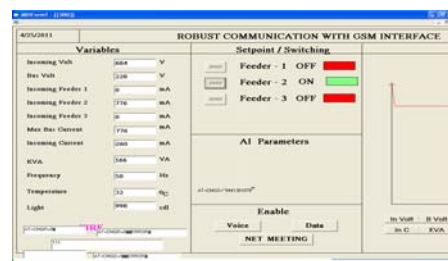 4/25/2011
ROBUST COMMUNICATION WITH GSM INTERFACE
Variables
Incoming Volt 684 V
Bus Volt 220 V
Incoming Feeder 1 0 mA
Incoming Feeder 2 776 mA
Incoming Feeder 3 0 mA
Max Bus Current 776 mA
Incoming Current 260 mA
KVA 566 VA
Frequency 50 Hz
Temperature 32
Light 990 cdl
Setpoint / Switching
Feeder - 1 OFF
Feeder - 2 ON
Feeder - 3 OFF
AI Parameters
Enable
Voice Data
NET MEETING
In Volt B Volt
In C KVA